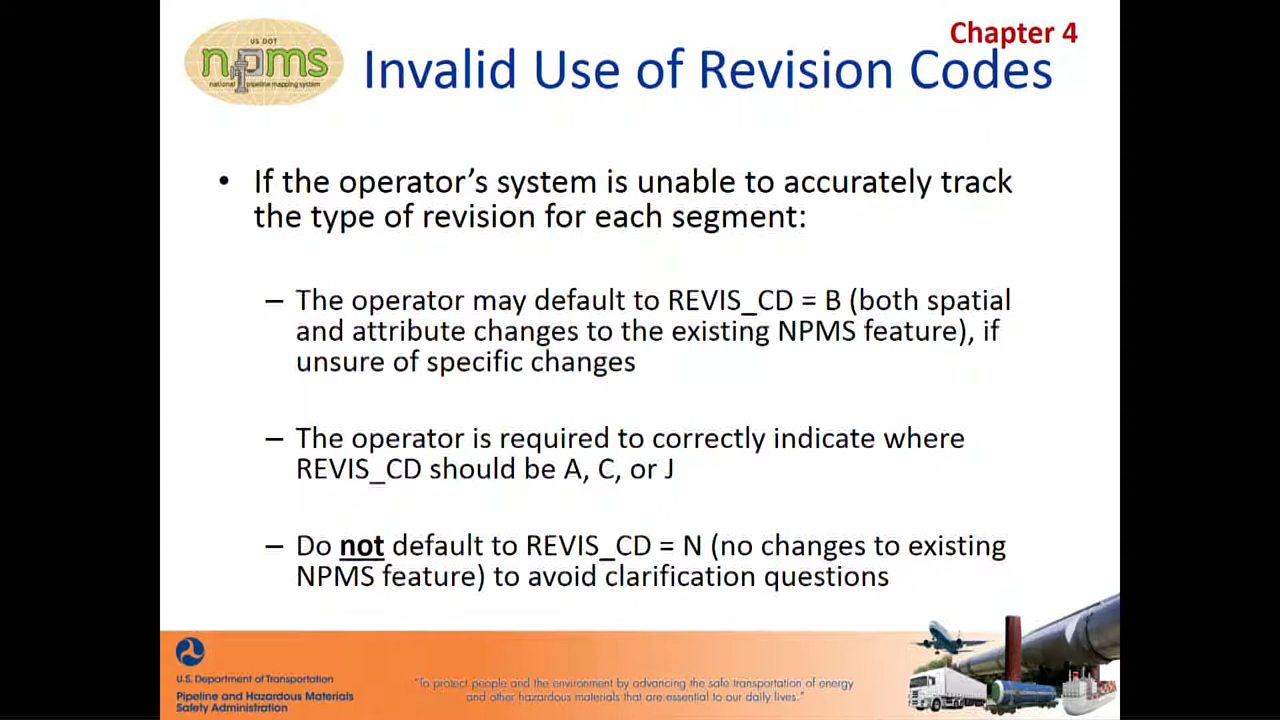 Chapter 4
US DOT
npms
national pipeline mapping system
Invalid Use of Revision Codes
• If the operator's system is unable to accurately track
the type of revision for each segment:
– The operator may default to REVIS_CD = B (both spatial
and attribute changes to the existing NPMS feature), if
unsure of specific changes
– The operator is required to correctly indicate where
REVIS_CD should be A, C, or J
– Do not default to REVIS_CD = N (no changes to existing
NPMS feature) to avoid clarification questions
U.S. Department of Transportation
Pipeline and Hazardous Materials
Safety Administration
"To protect people and the environment by advancing the safe transportation of energy
and other hazardous materials that are essential to our daily lives."